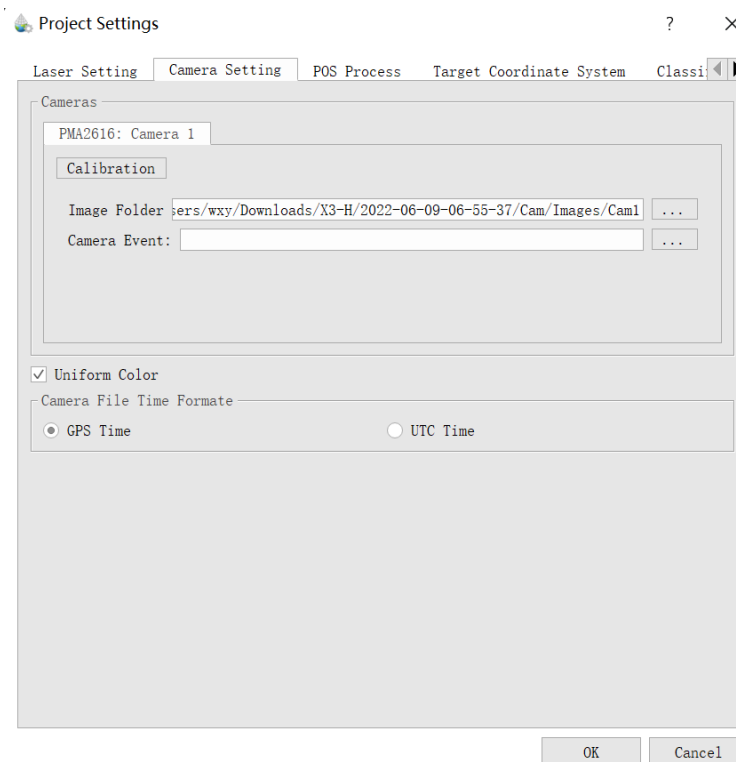 Project Settings
Laser Setting Camera Setting POS Process Target Coordinate System Classi
Cameras
PMA2616: Camera 1
Calibration
Image Folder sers/wxy/Downloads/X3-H/2022-06-09-06-55-37/Cam/Images/Cam1 ...
Camera Event: ...
Uniform Color
Camera File Time Formate
GPS Time UTC Time
OK Cancel